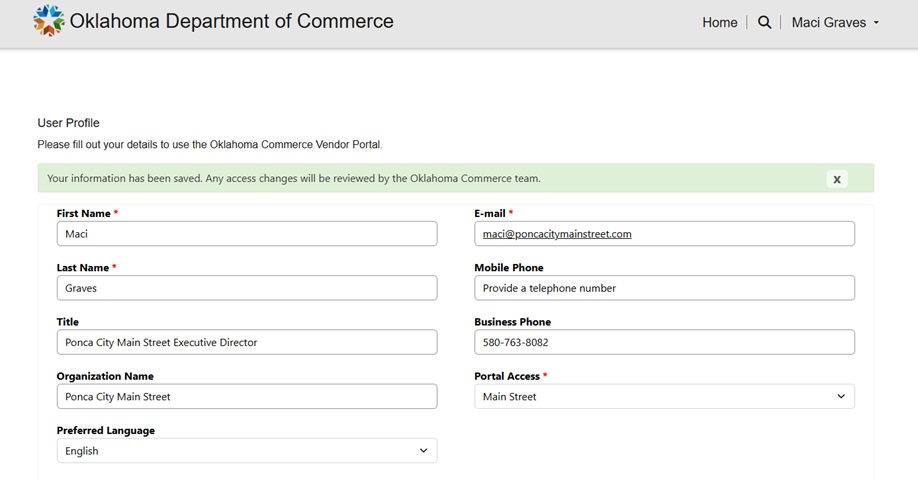 Oklahoma Department of Commerce
Home
Maci Graves
User Profile
Please fill out your details to use the Oklahoma Commerce Vendor Portal.
Your information has been saved. Any access changes will be reviewed by the Oklahoma Commerce team.
x
First Name *
Maci
E-mail *
maci@poncacitymainstreet.com
Last Name *
Graves
Mobile Phone
Provide a telephone number
Title
Ponca City Main Street Executive Director
Business Phone
580-763-8082
Organization Name
Ponca City Main Street
Portal Access *
Main Street
Preferred Language
English